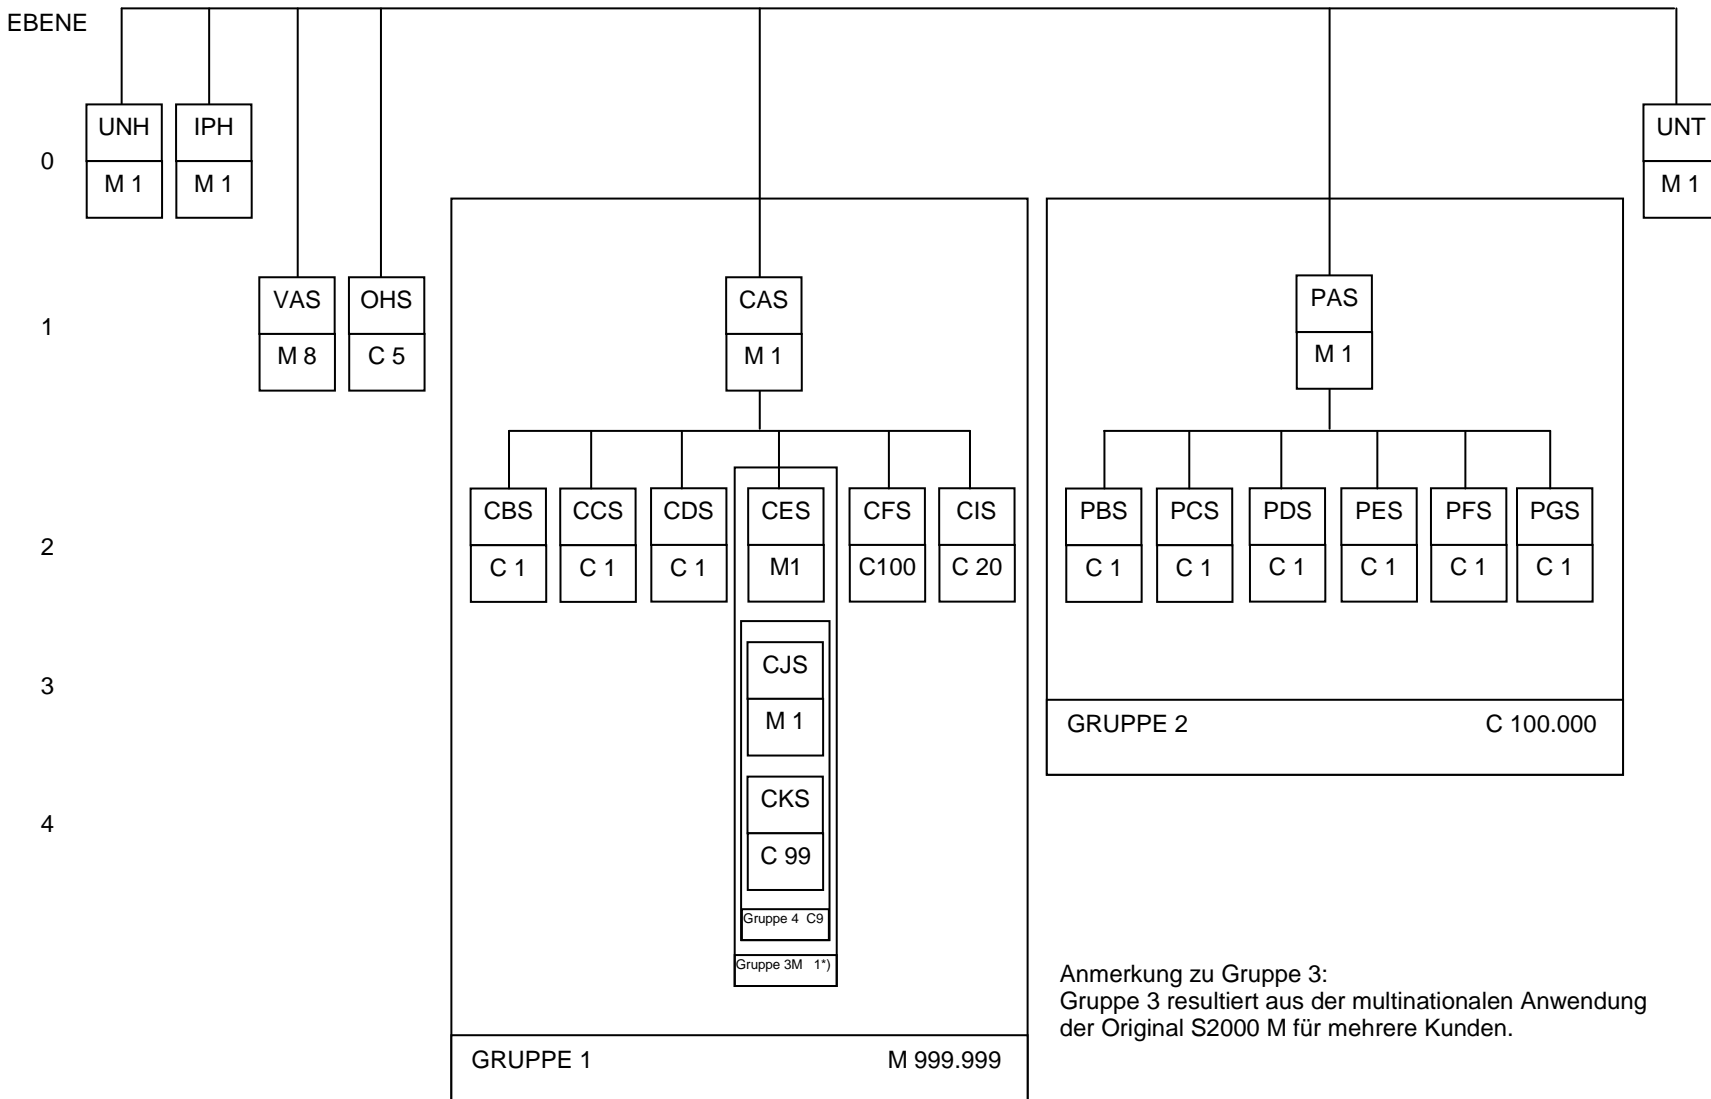 EBENE
UNH
IPH
UNT
0
M 1
M 1
M 1
VAS
OHS
CAS
PAS
1
M 8
C 5
M 1
M 1
CBS
CCS
CDS
CES
CFS
CIS
PBS
PCS
PDS
PES
PFS
PGS
2
C 1
C 1
C 1
M1
C100
C 20
C 1
C 1
C 1
C 1
C 1
C 1
CJS
3
M 1
GRUPPE 2 C 100.000
CKS
4
C 99
Gruppe 4 C9
Gruppe 3M 1*)
Anmerkung zu Gruppe 3:
Gruppe 3 resultiert aus der multinationalen Anwendung
der Original S2000 M für mehrere Kunden.
GRUPPE 1 M 999.999